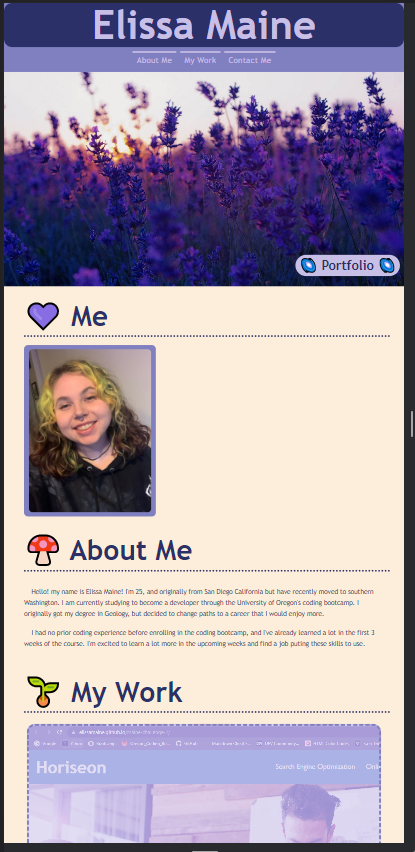 Elissa Maine
About Me My Work Contact Me
Portfolio
Me
About Me
Hello! my name is Elissa Maine! I'm 25, and originally from San Diego California but have recently moved to southern
Washington. I am currently studying to become a developer through the University of Oregon's coding bootcamp. I
originally got my degree in Geology, but decided to change paths to a career that I would enjoy more.
I had no prior coding experience before enrolling in the coding bootcamp, and I've already learned a lot in the first 3
weeks of the course. I'm excited to learn a lot more in the upcoming weeks and find a job puting these skills to use.
My Work
Horiseon
Search Engine Optimization Onli